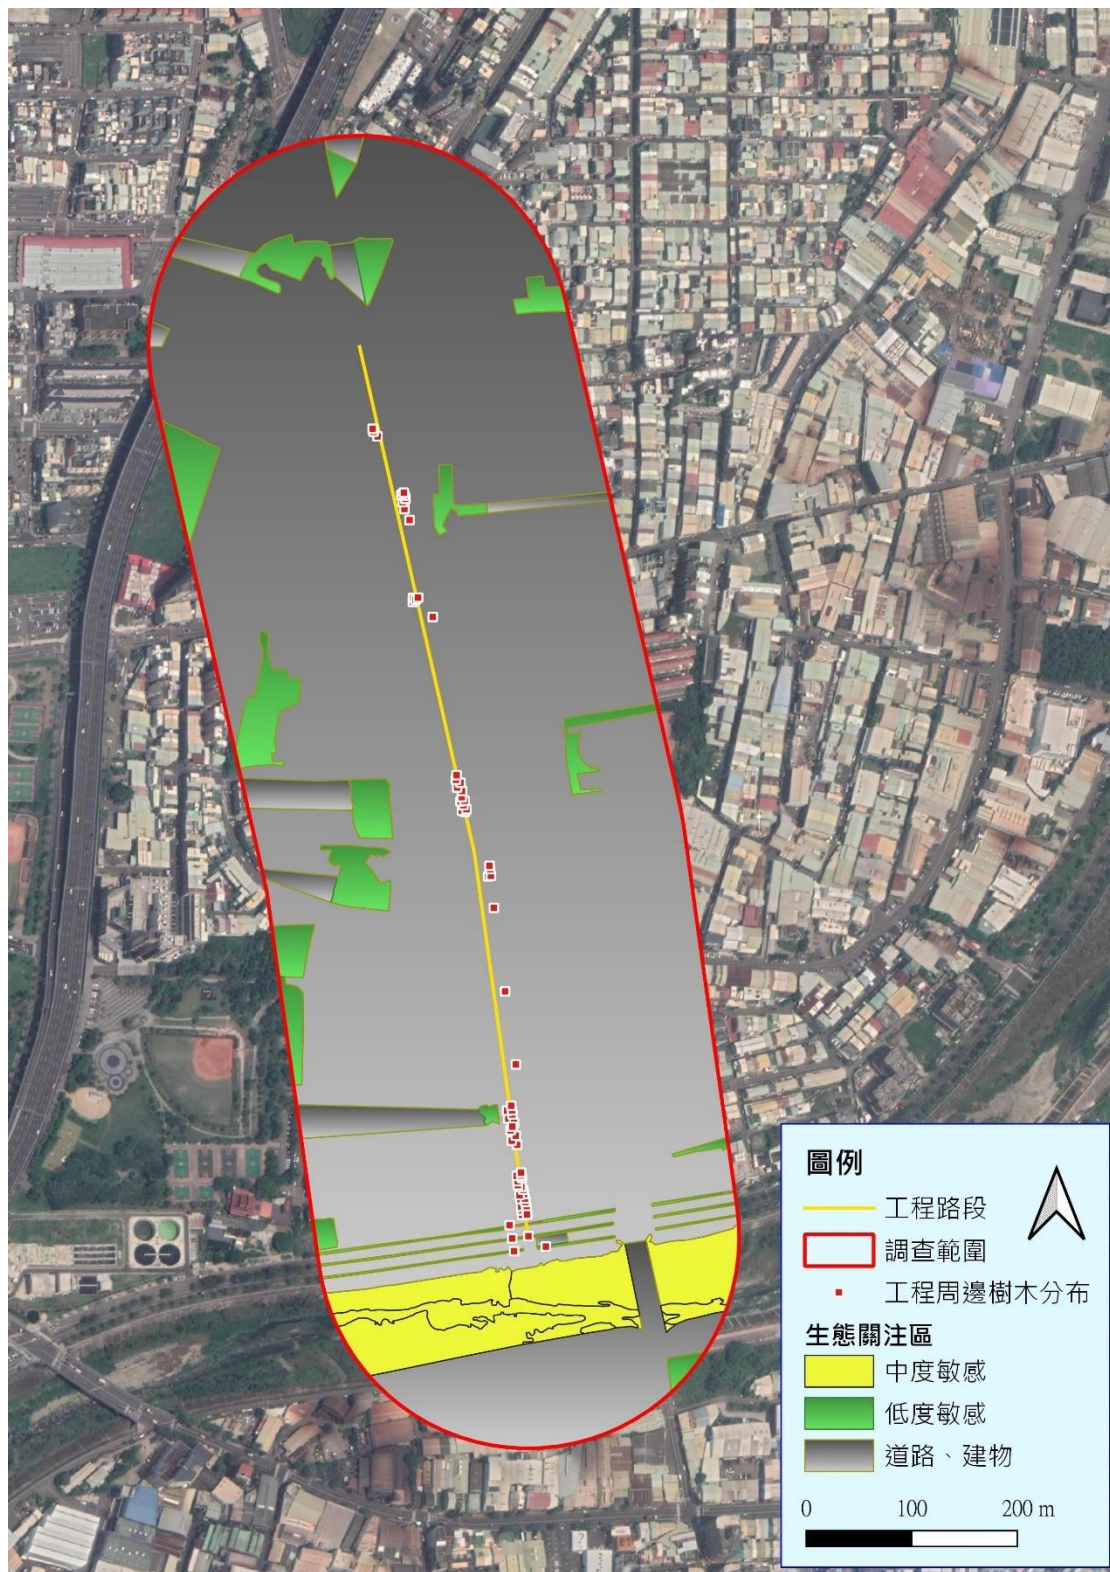 圖例
工程路段
調查範圍
工程周邊樹木分布
生態關注區
中度敏感
低度敏感
道路、建物
0 100 200 m